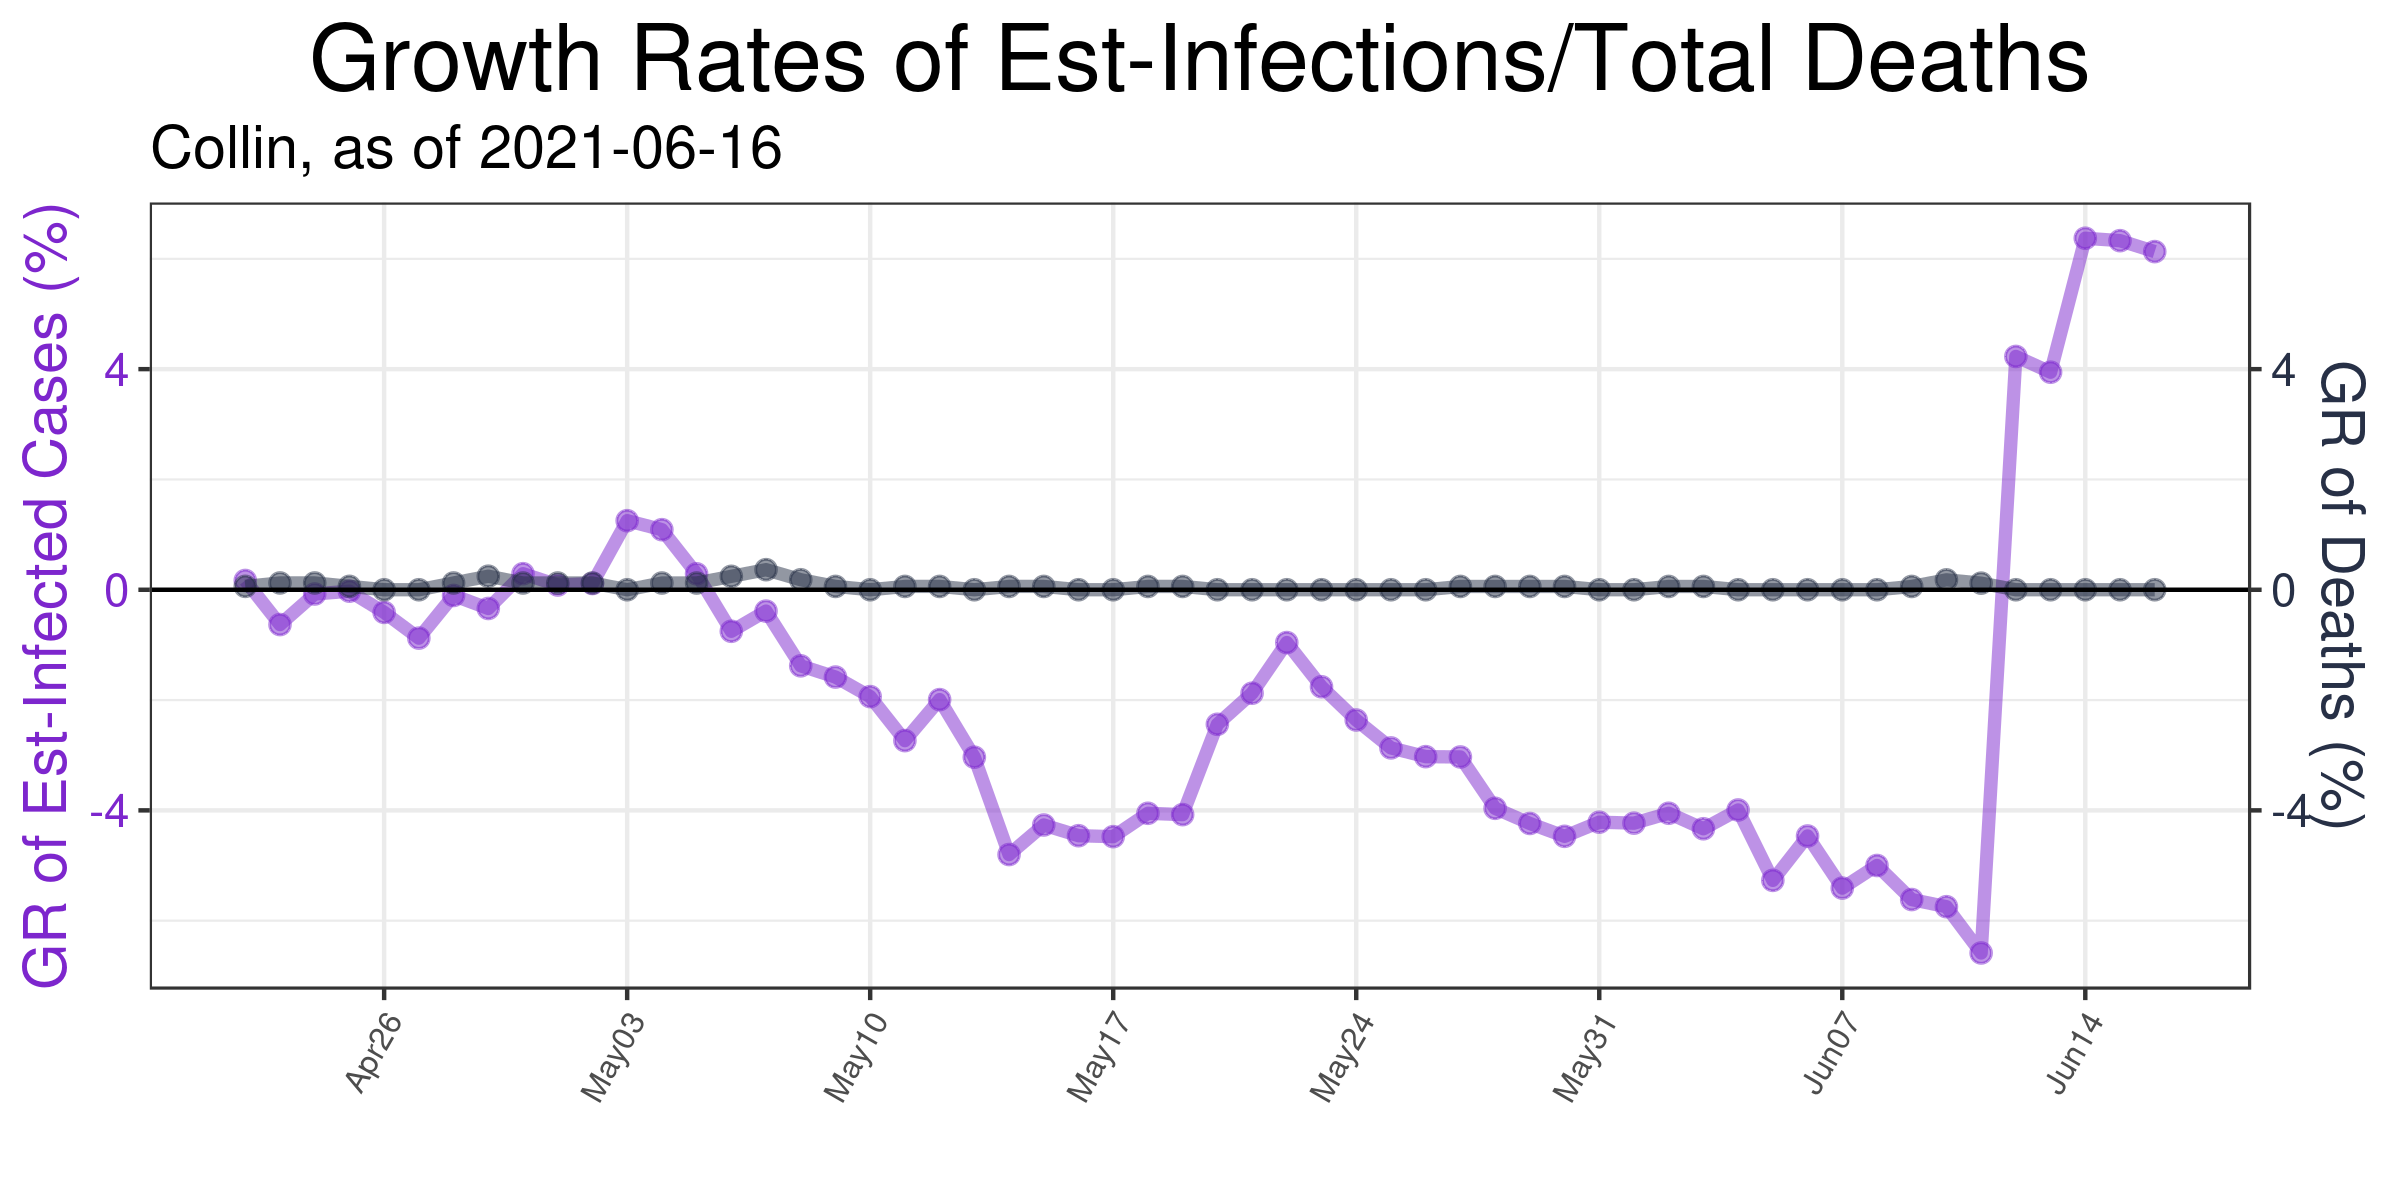 Growth Rates of Est-Infections/Total Deaths
Collin, as of 2021-06-16
GR of Est-Infected Cases (%)
4
0
-4
4
0
-4
GR of Deaths (%)
Apr26
May03
May10
May17
May24
May31
Jun07
Jun14